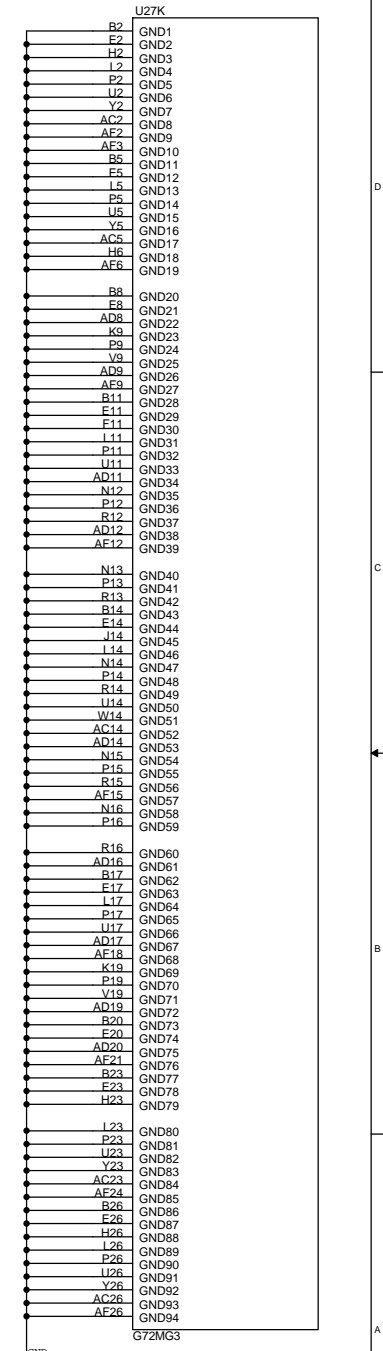 U27K
B2 GND1
E2 GND2
H2 GND3
L2 GND4
P2 GND5
U2 GND6
Y2 GND7
AC2 GND8
AF2 GND9
AF3 GND10
B5 GND11
E5 GND12
D
L5 GND13
P5 GND14
U5 GND15
Y5 GND16
AC5 GND17
H6 GND18
AF6 GND19
B8 GND20
E8 GND21
AD8 GND22
K9 GND23
P9 GND24
V9 GND25
AD9 GND26
AF9 GND27
B11 GND28
E11 GND29
F11 GND30
L11 GND31
P11 GND32
U11 GND33
AD11 GND34
N12 GND35
P12 GND36
R12 GND37
AD12 GND38
AF12 GND39
C
N13 GND40
P13 GND41
R13 GND42
B14 GND43
E14 GND44
J14 GND45
L14 GND46
N14 GND47
P14 GND48
R14 GND49
U14 GND50
W14 GND51
AC14 GND52
AD14 GND53
N15 GND54
P15 GND55
R15 GND56
AF15 GND57
N16 GND58
P16 GND59
R16 GND60
AD16 GND61
B17 GND62
E17 GND63
L17 GND64
P17 GND65
U17 GND66
AD17 GND67
B
AF18 GND68
K19 GND69
P19 GND70
V19 GND71
AD19 GND72
B20 GND73
E20 GND74
AD20 GND75
AF21 GND76
B23 GND77
E23 GND78
H23 GND79
L23 GND80
P23 GND81
U23 GND82
Y23 GND83
AC23 GND84
AF24 GND85
B26 GND86
E26 GND87
H26 GND88
L26 GND89
P26 GND90
U26 GND91
Y26 GND92
AC26 GND93
AF26 GND94
A
G72MG3
GND